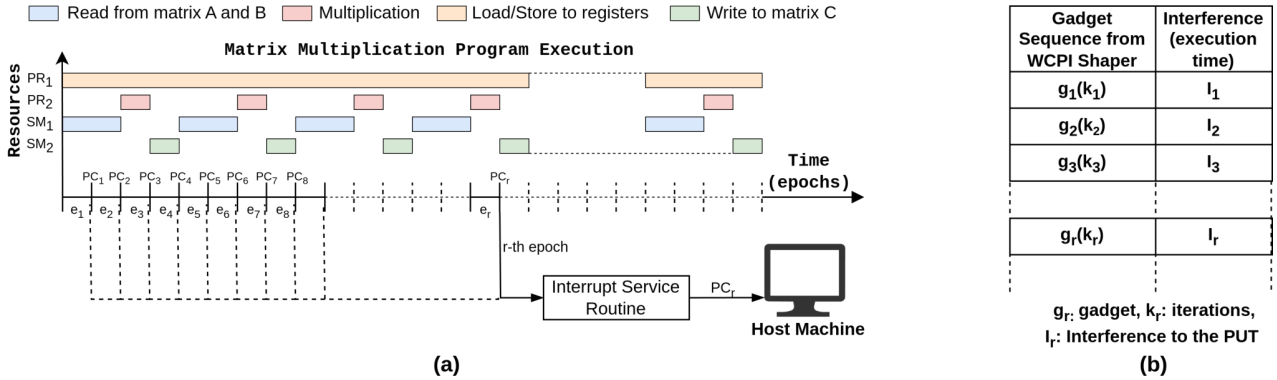 Read from matrix A and B Multiplication Load/Store to registers Write to matrix C
Matrix Multiplication Program Execution
Resources
PR1
PR2
SM1
SM2
Time
(epochs)
PC1 PC2 PC3 PC4 PC5 PC6 PC7 PC8 PCr
e1 e2 e3 e4 e5 e6 e7 e8 er
r-th epoch
Interrupt Service
Routine
PCr
Host Machine
(a)
Gadget
Sequence from
WCPI Shaper
Interference
(execution
time)
g1(k1) I1
g2(k2) I2
g3(k3) I3
gr(kr) Ir
gr: gadget, kr: iterations,
Ir: Interference to the PUT
(b)